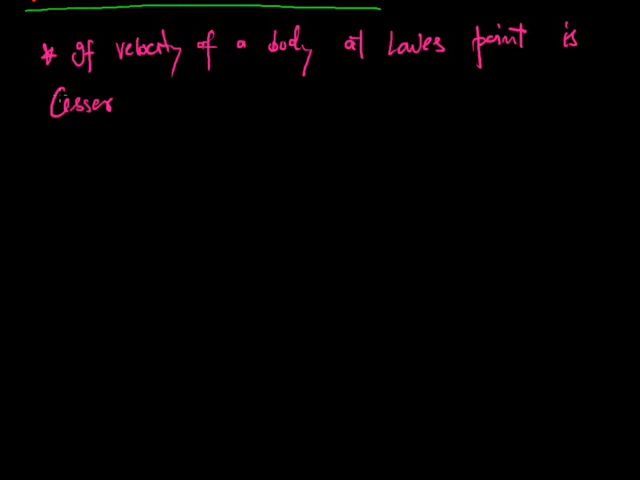 * If velocity of a body at Lowes point is
Lesser